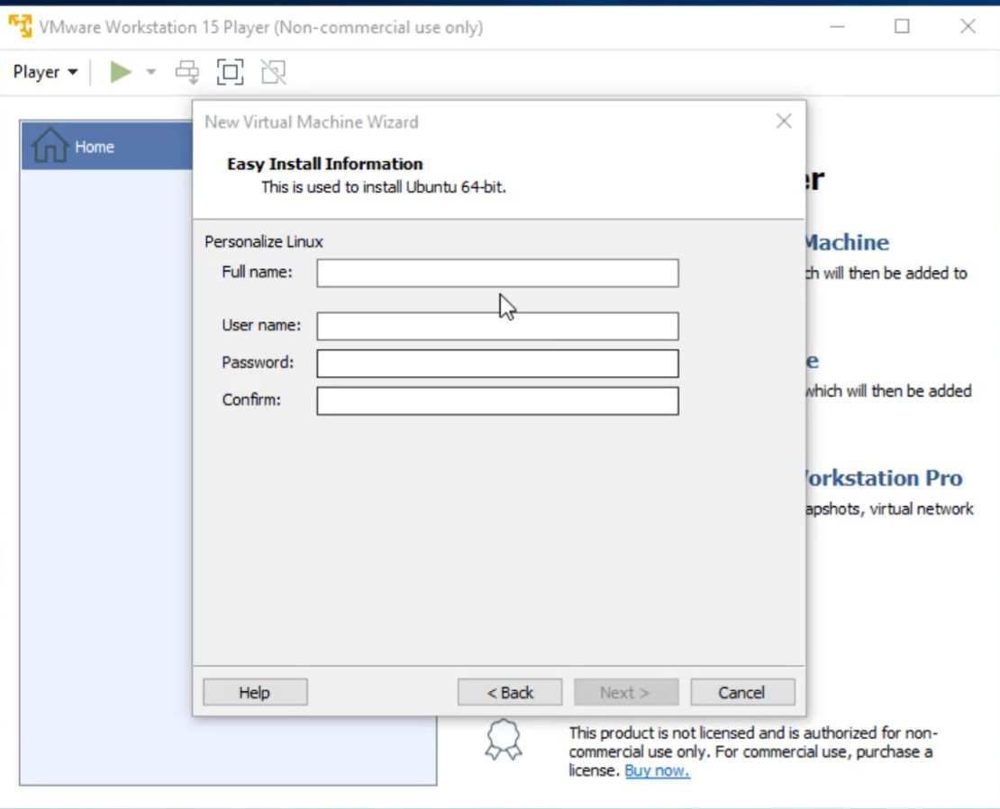 VMware Workstation 15 Player (Non-commercial use only)
Player
Home
New Virtual Machine Wizard
Easy Install Information
This is used to install Ubuntu 64-bit.
Personalize Linux
Full name:
User name:
Password:
Confirm:
Help
< Back
Next >
Cancel
er
Machine
ch will then be added to
e
which will then be added
Workstation Pro
apshots, virtual network
This product is not licensed and is authorized for non-
commercial use only. For commercial use, purchase a
license. Buy now.